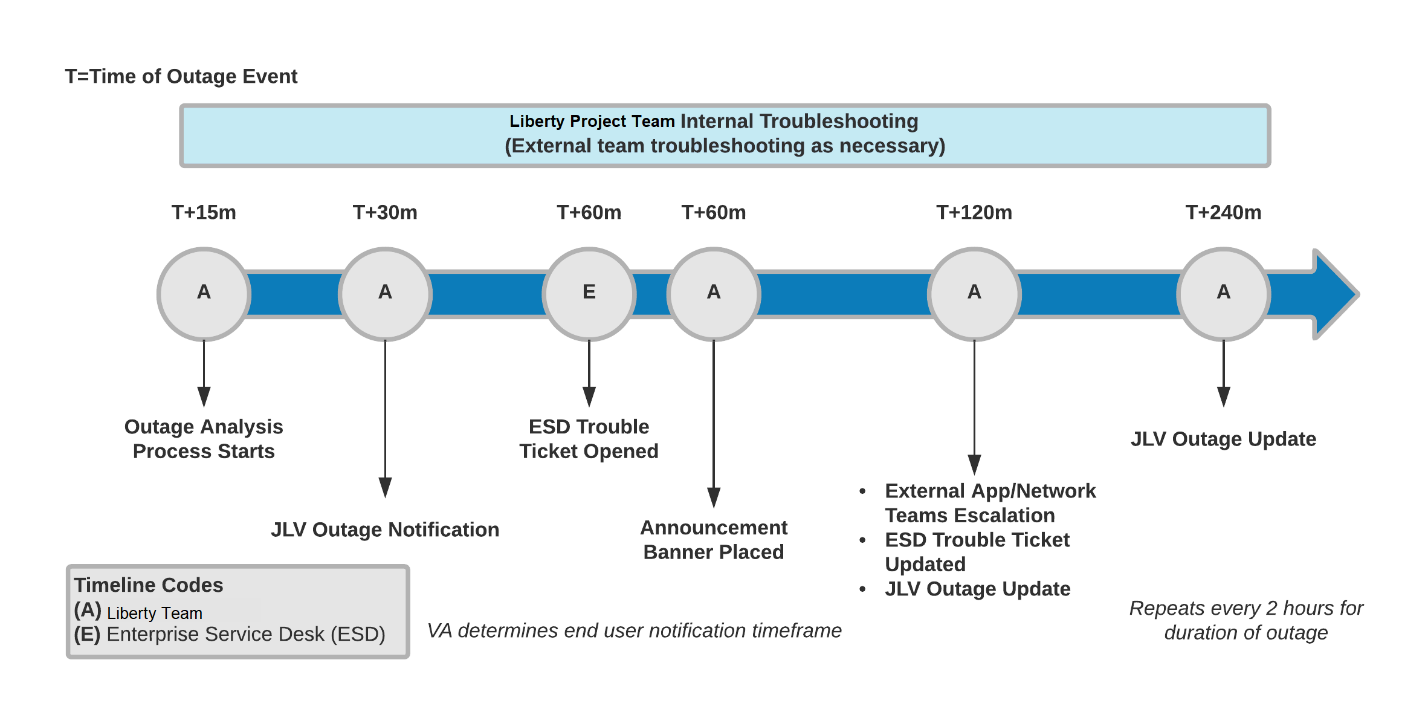 T=Time of Outage Event
Liberty Project Team Internal Troubleshooting
(External team troubleshooting as necessary)
T+15m
T+30m
T+60m
T+60m
T+120m
T+240m
A
A
E
A
A
A
Outage Analysis
Process Starts
JLV Outage Notification
ESD Trouble
Ticket Opened
Announcement
Banner Placed
• External App/Network
Teams Escalation
• ESD Trouble Ticket
Updated
• JLV Outage Update
JLV Outage Update
Repeats every 2 hours for
duration of outage
Timeline Codes
(A) Liberty Team
(E) Enterprise Service Desk (ESD)
VA determines end user notification timeframe